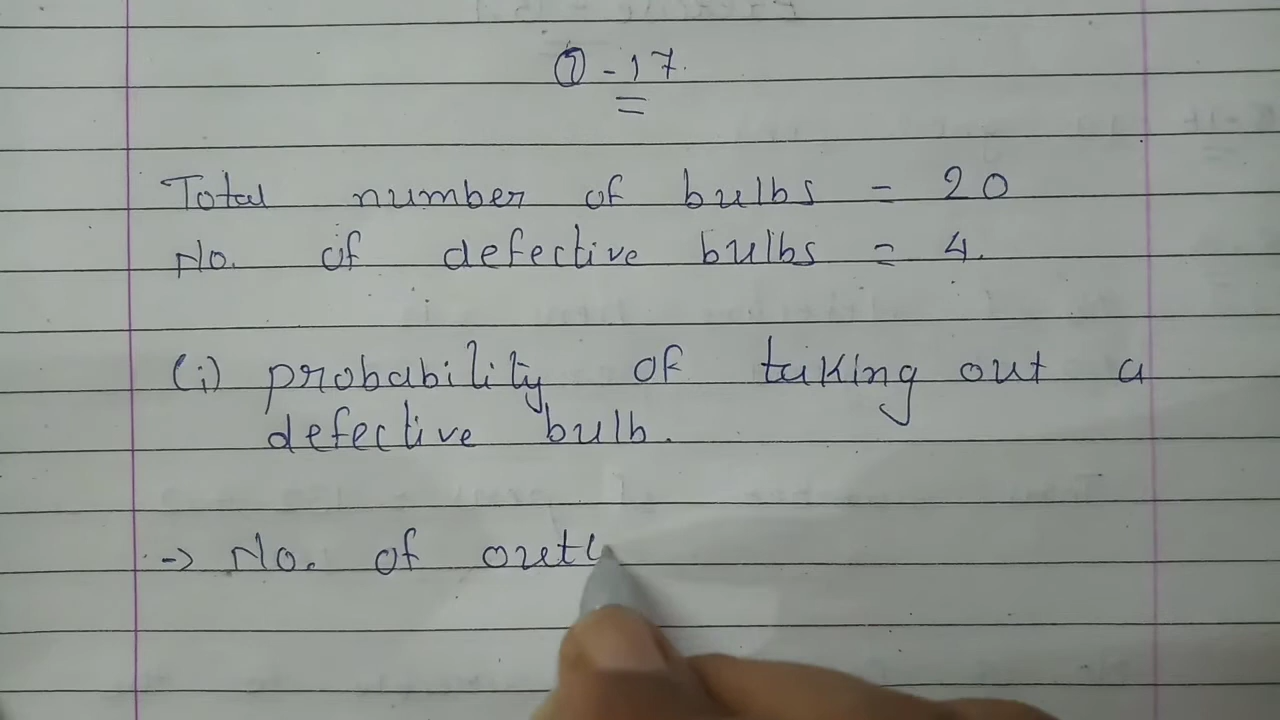 Q-17.
Total number of bulbs = 20
No. of defective bulbs = 4.
(i) probability of taking out a
defective bulb.
→ No. of outc